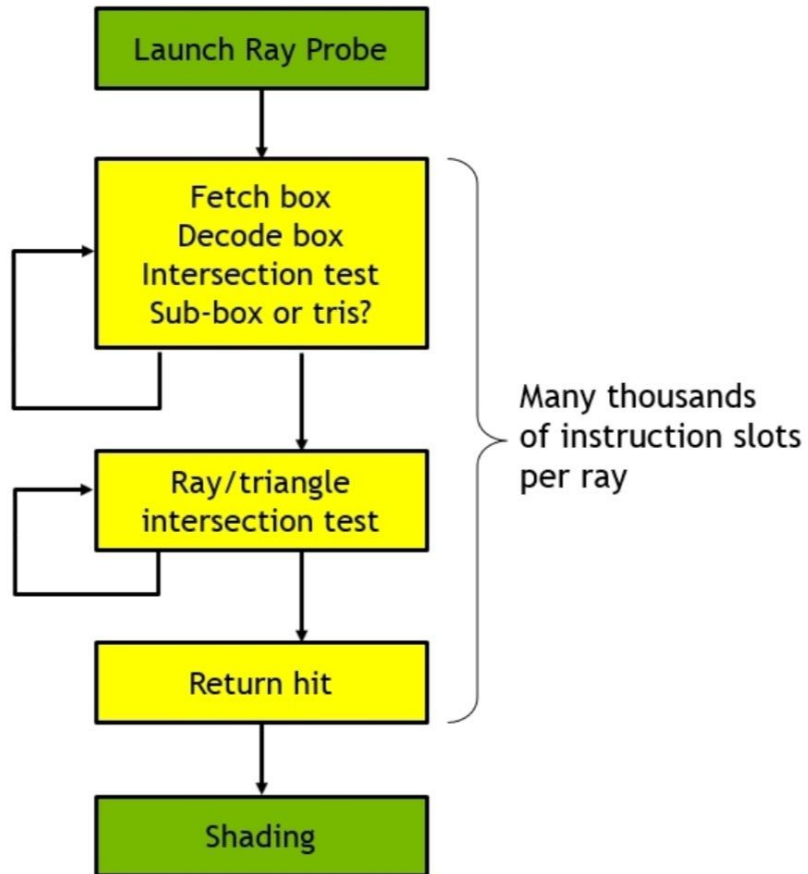 Launch Ray Probe
Fetch box
Decode box
Intersection test
Sub-box or tris?
Many thousands
of instruction slots
per ray
Ray/triangle
intersection test
Return hit
Shading